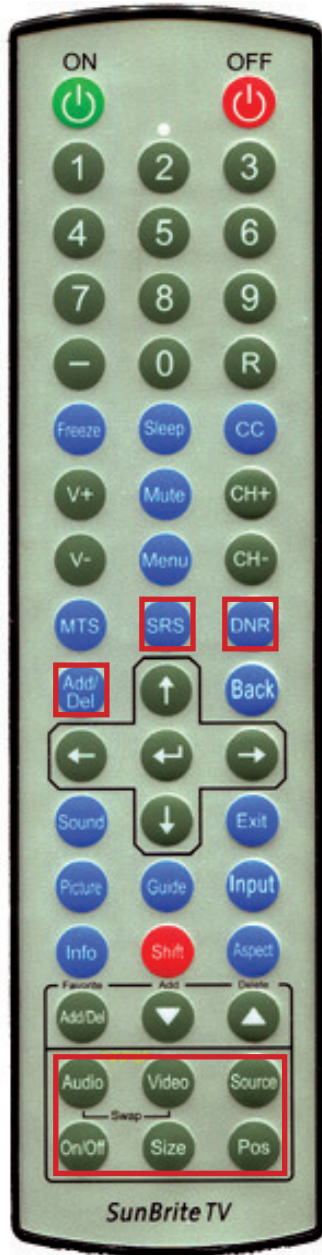 ON OFF
1 2 3
4 5 6
7 8 9
– 0 R
Freeze Sleep CC
V+ Mute CH+
V- Menu CH-
MTS SRS DNR
Add/
Del
Back
Sound Exit
Picture Guide Input
Info Shift Aspect
Favorite Add Delete
Add/Del
Audio Video Source
Swap
On/Off Size Pos
SunBriteTV